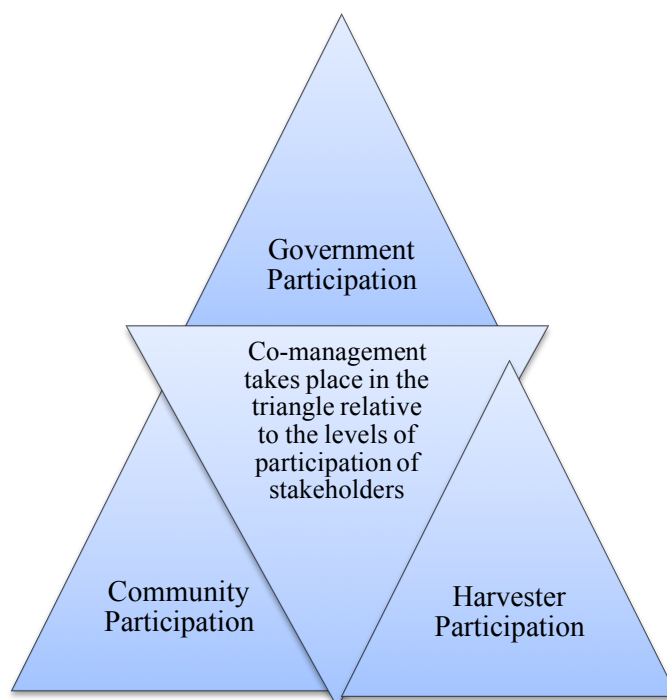 Government
Participation
Co-management
takes place in the
triangle relative
to the levels of
participation of
stakeholders
Community
Participation
Harvester
Participation